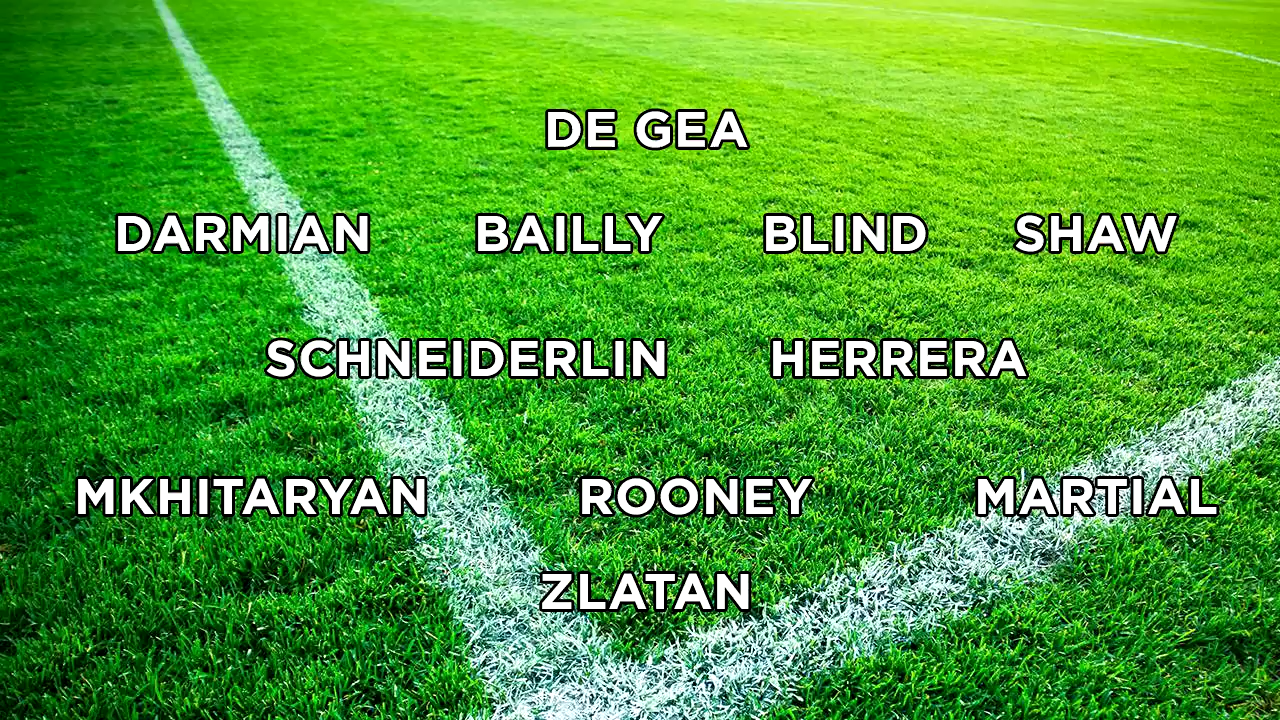 DE GEA
DARMIAN BAILLY BLIND SHAW
SCHNEIDERLIN HERRERA
MKHITARYAN ROONEY MARTIAL
ZLATAN